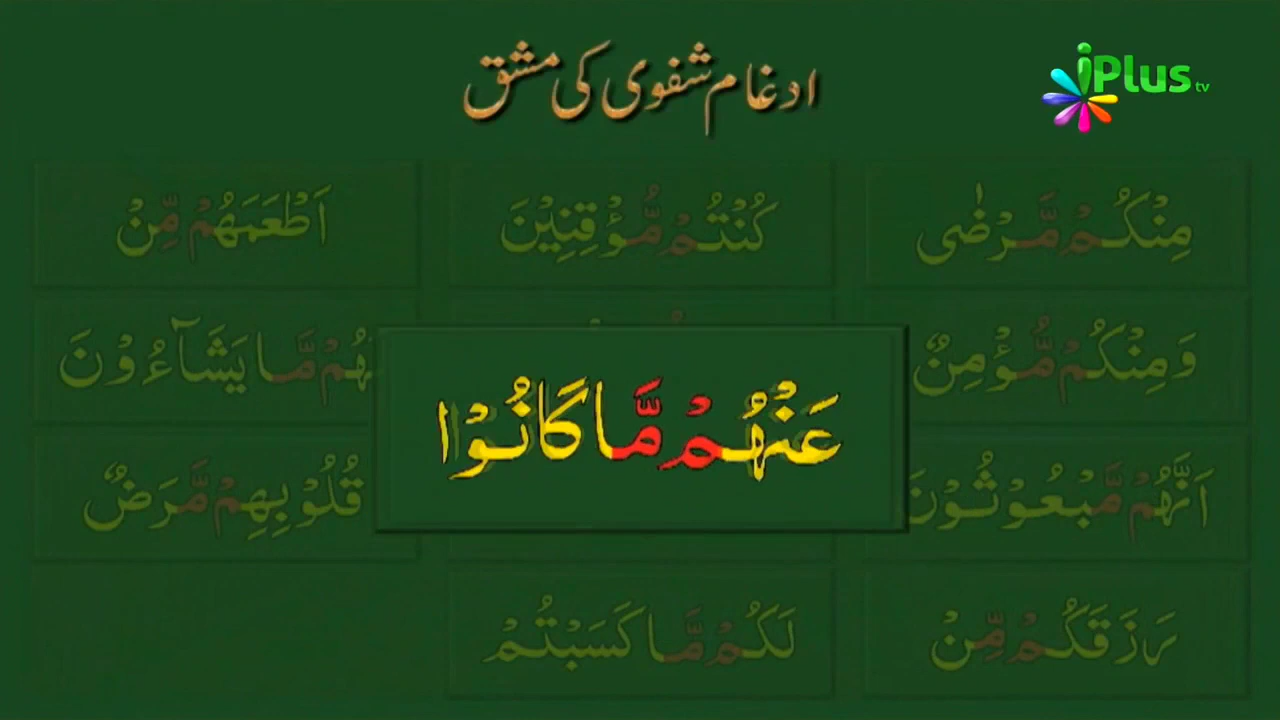 ادغام شفوی کی مشق
iPlus tv
مِنْكُمْ مَّرْضٰى
كُنْتُمْ مُّؤْقِنِيْنَ
اَطْعَمَهُمْ مِّنْ
وَمِنْكُمْ مُّؤْمِنٌ
هُمْ مَّا يَشَآءُوْنَ
عَنْهُمْ مَّا كَانُوْا
اَنَّهُمْ مَّبْعُوْثُوْنَ
قُلُوْبِهِمْ مَّرَضٌ
رَزَقَكُمْ مِّنْ
لَكُمْ مَّا كَسَبْتُمْ